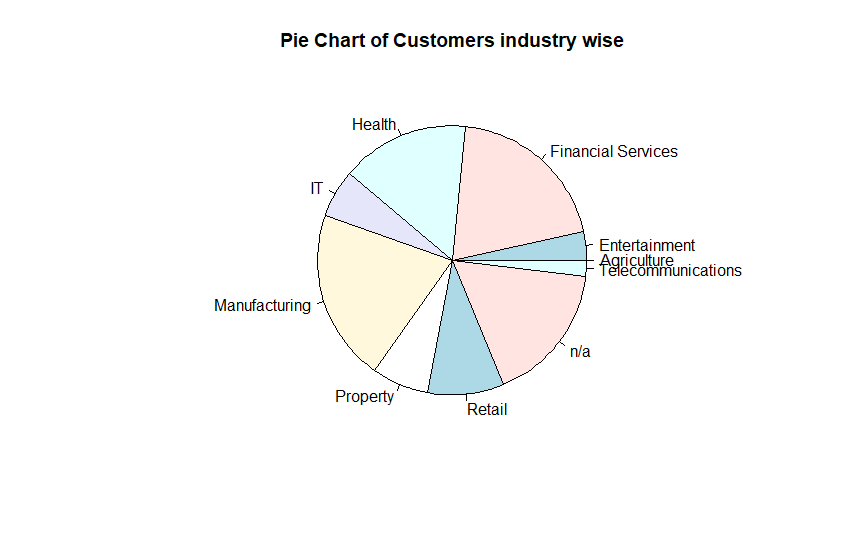 Pie Chart of Customers industry wise
Health
Financial Services
IT
Entertainment
Agriculture
Telecommunications
Manufacturing
n/a
Property
Retail